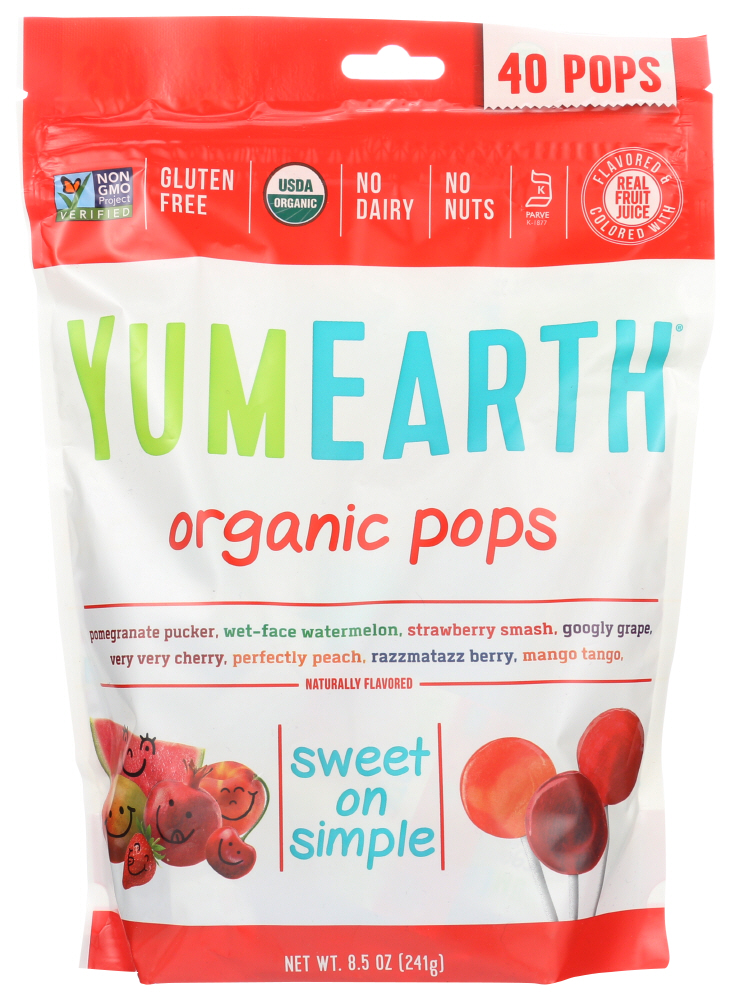 40 POPS
NON
GMO
Project
VERIFIED
GLUTEN
FREE
USDA
ORGANIC
NO
DAIRY
NO
NUTS
K
PARVE
K-1877
FLAVORED &
REAL
FRUIT
JUICE
COLORED WITH
YUMEARTH®
organic pops
pomegranate pucker, wet-face watermelon, strawberry smash, googly grape,
very very cherry, perfectly peach, razzmatazz berry, mango tango,
NATURALLY FLAVORED
sweet
on
simple
NET WT. 8.5 OZ (241g)